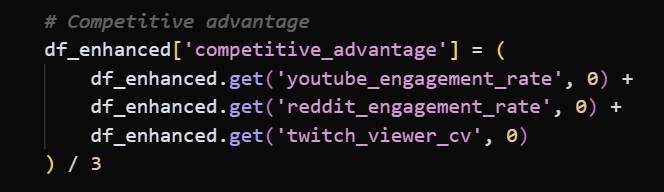 # Competitive advantage
df_enhanced['competitive_advantage'] = (
    df_enhanced.get('youtube_engagement_rate', 0) +
    df_enhanced.get('reddit_engagement_rate', 0) +
    df_enhanced.get('twitch_viewer_cv', 0)
) / 3